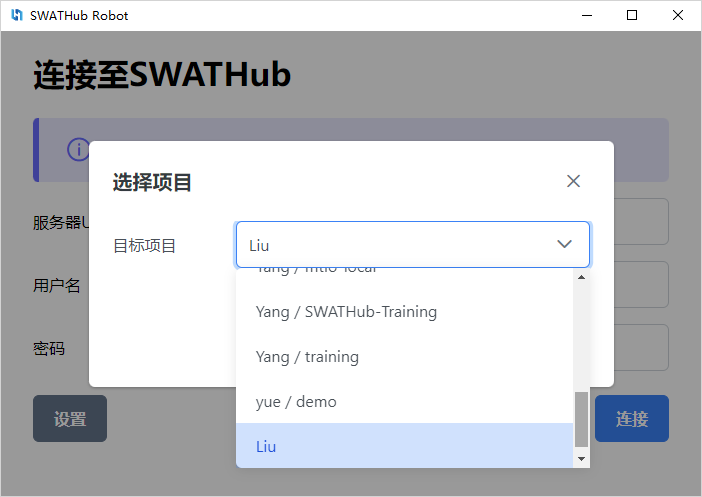 SWATHub Robot
连接至SWATHub
选择项目
服务器U
目标项目
Liu
Yang / SWATHub-Training
用户名
密码
Yang / training
yue / demo
设置
连接
Liu